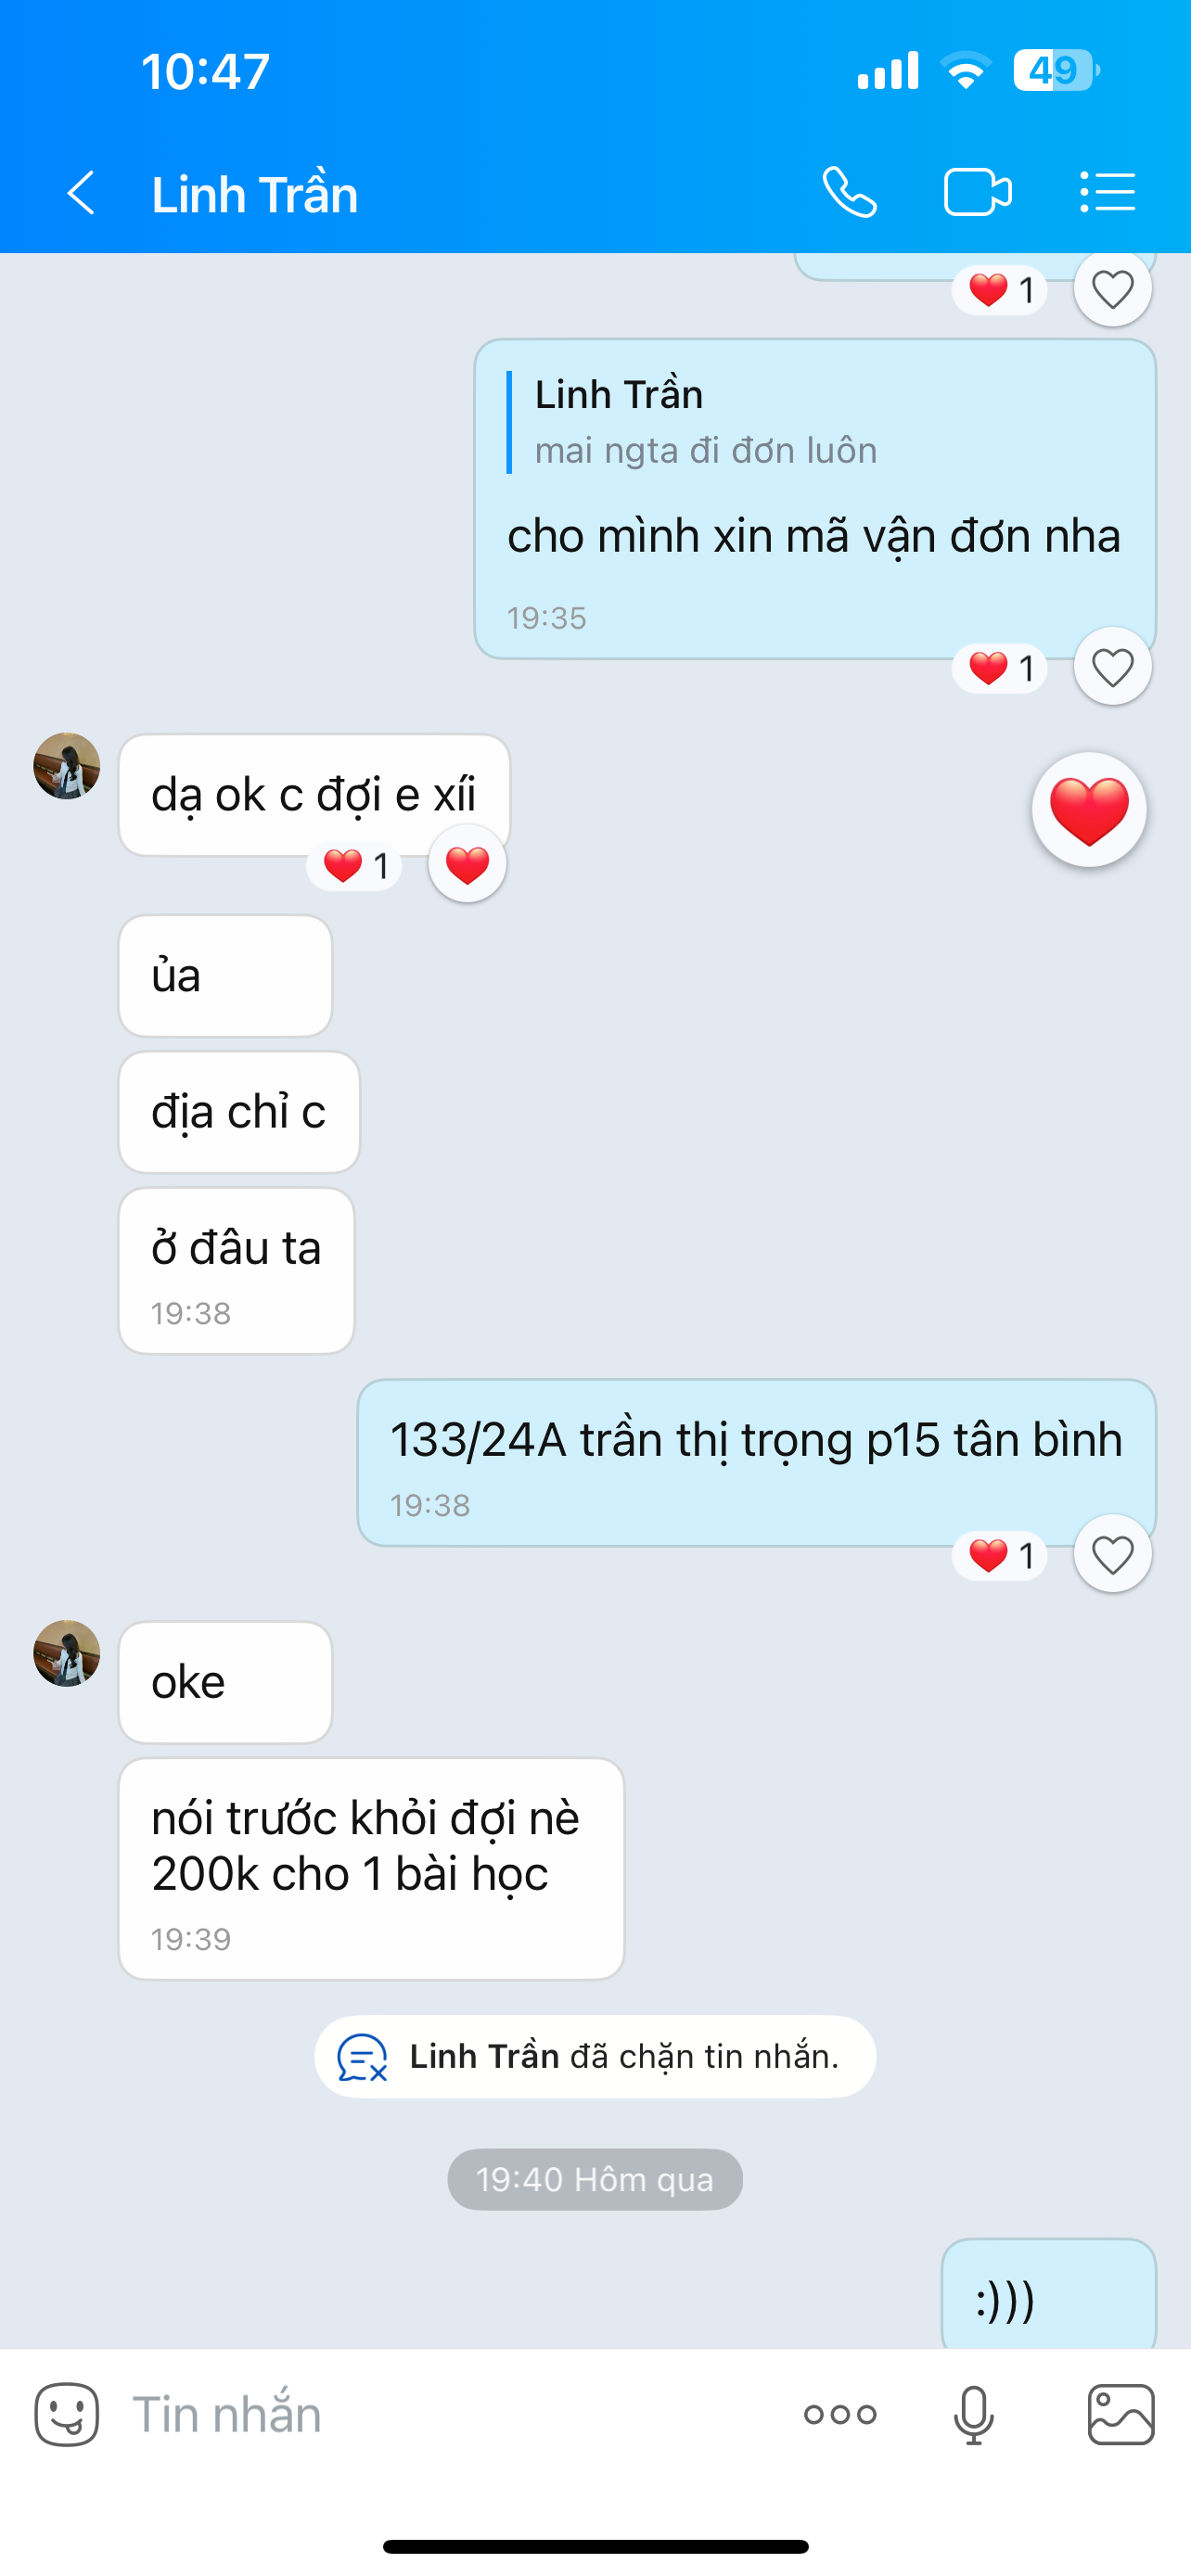 10:47
49
Linh Trần
1
Linh Trần
mai ngta đi đơn luôn
cho mình xin mã vận đơn nha
19:35
1
dạ ok c đợi e xíi
1
ủa
địa chỉ c
ở đâu ta
19:38
133/24A trần thị trọng p15 tân bình
19:38
1
oke
nói trước khỏi đợi nè
200k cho 1 bài học
19:39
Linh Trần đã chặn tin nhắn.
19:40 Hôm qua
:)))
Tin nhắn